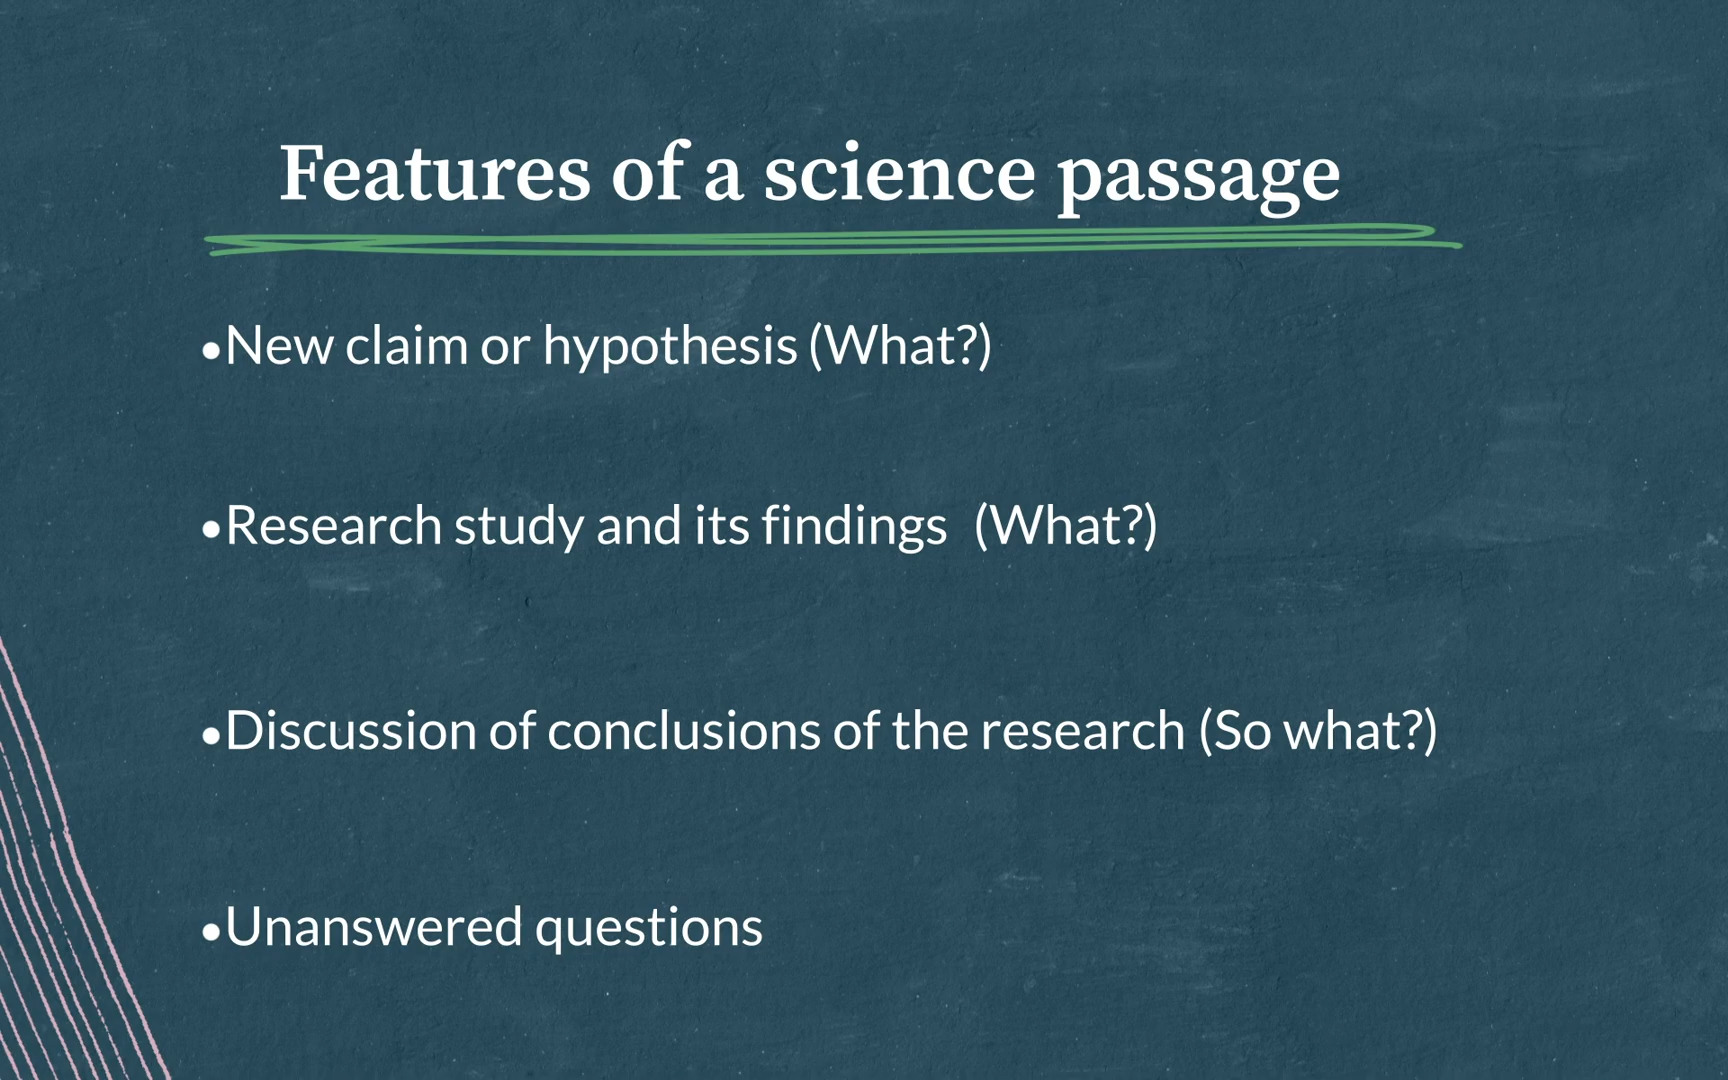 Features of a science passage
•New claim or hypothesis (What?)
•Research study and its findings  (What?)
•Discussion of conclusions of the research (So what?)
•Unanswered questions